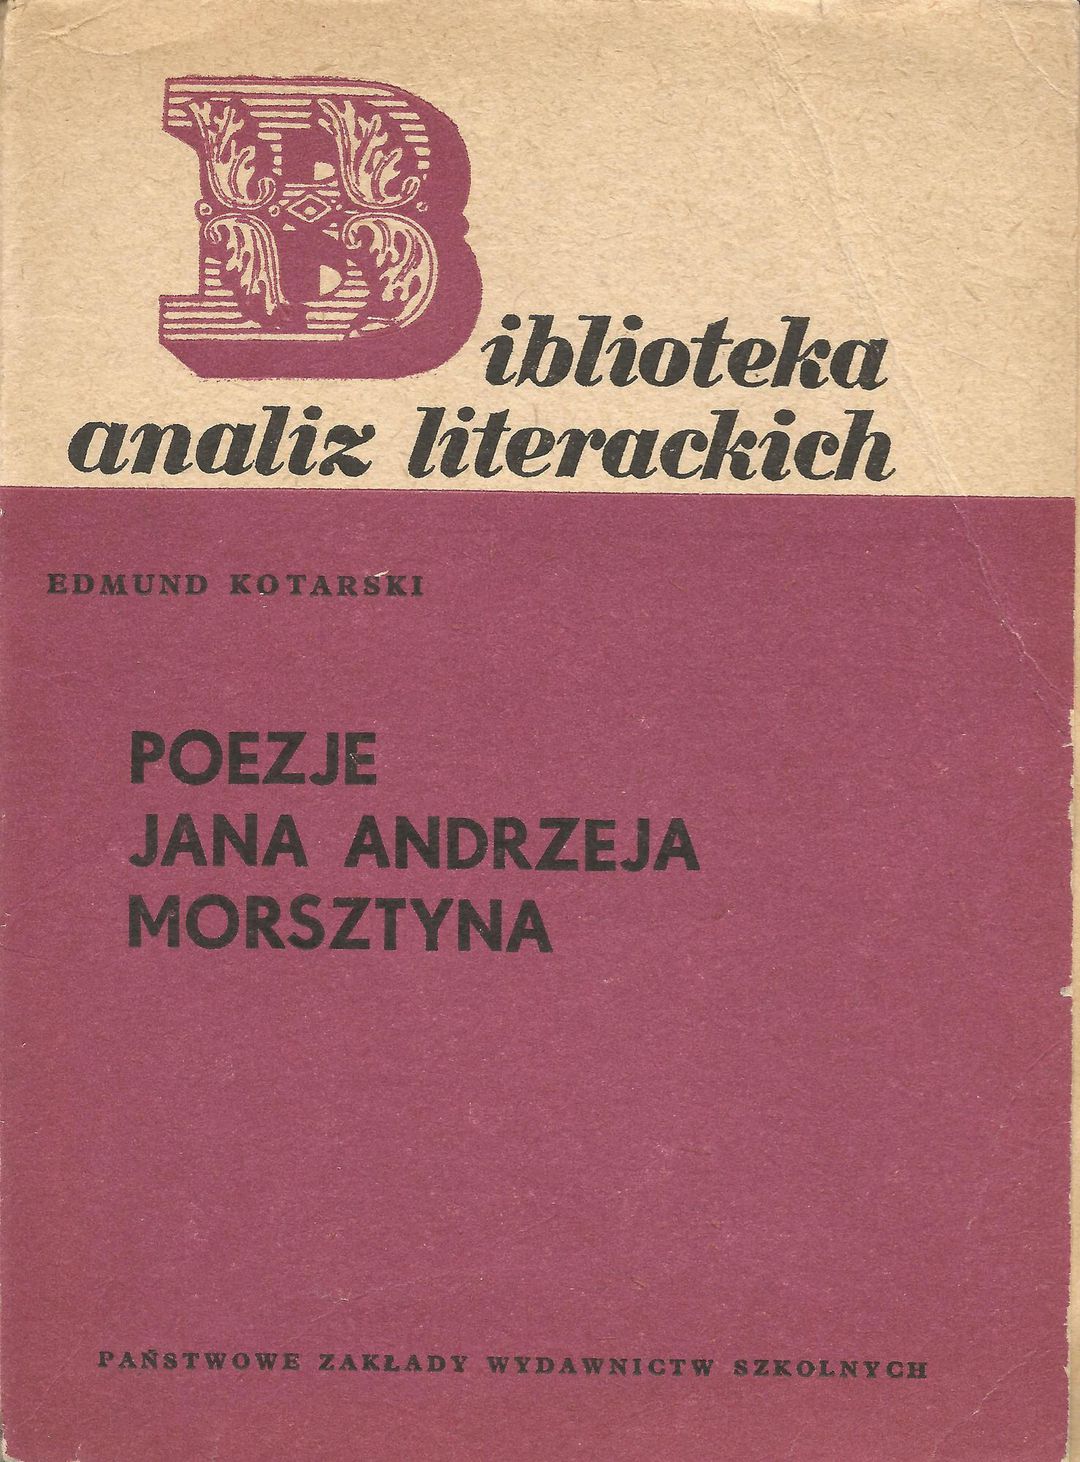 Biblioteka
analiz literackich
EDMUND KOTARSKI
POEZJE
JANA ANDRZEJA
MORSZTYNA
PAŃSTWOWE ZAKŁADY WYDAWNICTW SZKOLNYCH